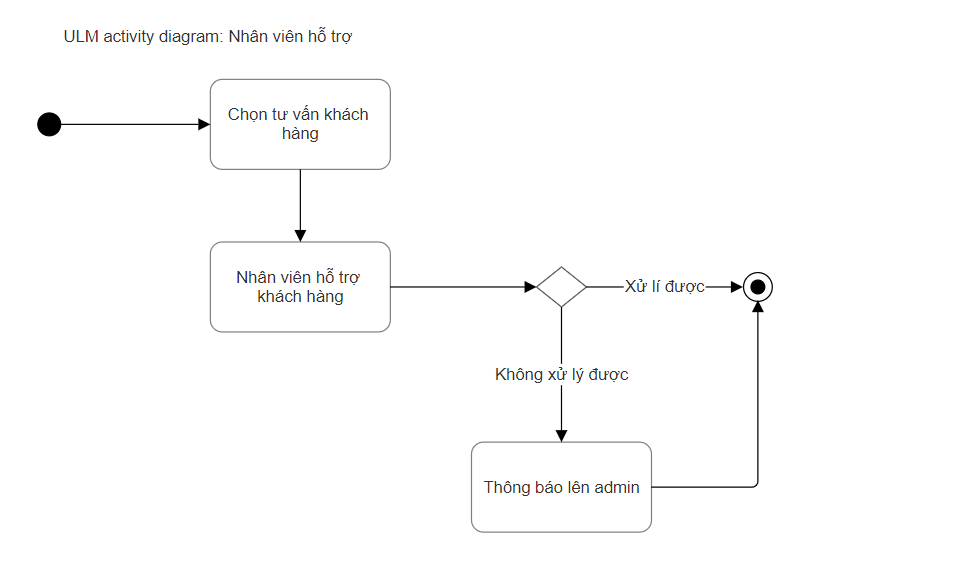 ULM activity diagram: Nhân viên hỗ trợ
Chọn tư vấn khách
hàng
Nhân viên hỗ trợ
khách hàng
Xử lí được
Không xử lý được
Thông báo lên admin